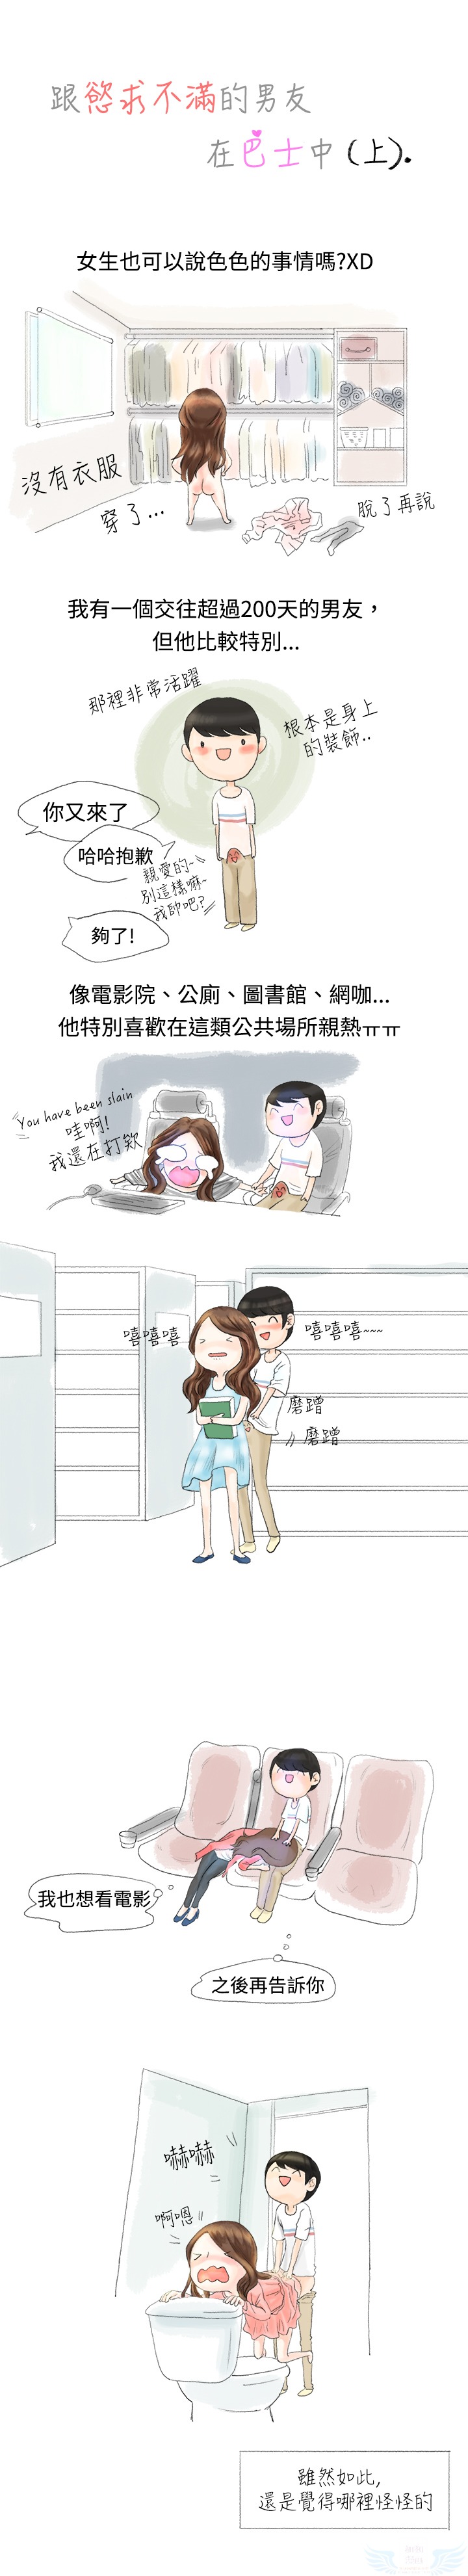 跟慾求不滿的男友
在巴士中(上).
女生也可以說色色的事情嗎?XD
沒有衣服
穿了...
脫了再說
我有一個交往超過200天的男友，
但他比較特別...
那裡非常活躍
根本是身上
的裝飾..
你又來了
哈哈抱歉
親愛的~
別這樣嘛~
我帥吧?
夠了!
像電影院、公廁、圖書館、網咖...
他特別喜歡在這類公共場所親熱ㅠㅠ
You have been slain
哇啊!
我還在打欸
嘻嘻嘻
嘻嘻嘻~~~
磨蹭
磨蹭
我也想看電影
之後再告訴你
嚇嚇
啊嗯
雖然如此,
還是覺得哪裡怪怪的